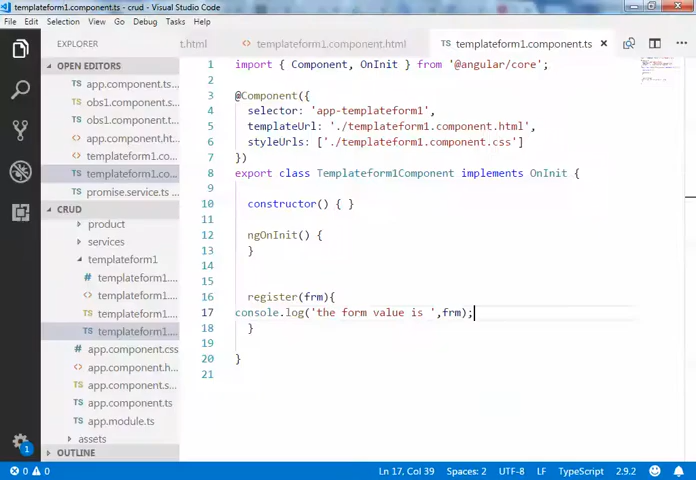 templateform1.component.ts - crud - Visual Studio Code
File Edit Selection View Go Debug Tasks Help
EXPLORER
t.html
templateform1.component.html
templateform1.component.ts
OPEN EDITORS
app.component.ts...
obs1.component.s...
obs1.component.ts...
app.component.ht...
templateform1.co...
templateform1.co...
promise.service.ts ...
CRUD
product
services
templateform1
templateform1....
templateform1....
templateform1....
templateform1....
app.component.css
app.component.h...
app.component.s...
app.component.ts
app.module.ts
assets
OUTLINE
1 import { Component, OnInit } from '@angular/core';
2
3 @Component({
4 selector: 'app-templateform1',
5 templateUrl: './templateform1.component.html',
6 styleUrls: ['./templateform1.component.css']
7 })
8 export class Templateform1Component implements OnInit {
9
10 constructor() { }
11
12 ngOnInit() {
13 }
14
15
16 register(frm){
17 console.log('the form value is ',frm);
18 }
19
20 }
21
1
0 0
Ln 17, Col 39 Spaces: 2 UTF-8 LF TypeScript 2.9.2